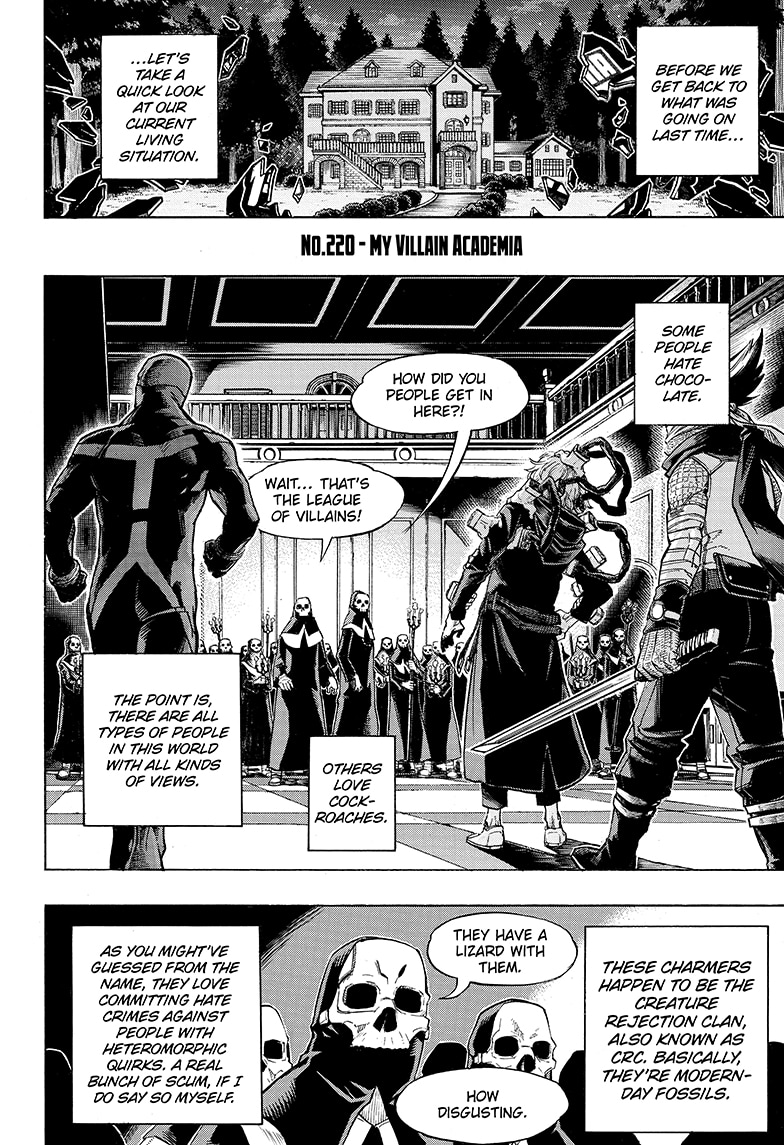 BEFORE WE
GET BACK TO
WHAT WAS
GOING ON
LAST TIME...
...LET'S
TAKE A
QUICK LOOK
AT OUR
CURRENT
LIVING
SITUATION.
No.220 - My Villain Academia
SOME
PEOPLE
HATE
CHOCO-
LATE.
HOW DID YOU
PEOPLE GET IN
HERE?!
WAIT... THAT'S
THE LEAGUE
OF VILLAINS!
OTHERS
LOVE
COCK-
ROACHES.
THE POINT IS,
THERE ARE ALL
TYPES OF PEOPLE
IN THIS WORLD
WITH ALL KINDS
OF VIEWS.
THESE CHARMERS
HAPPEN TO BE THE
CREATURE
REJECTION CLAN,
ALSO KNOWN AS
CRC. BASICALLY,
THEY'RE MODERN-
DAY FOSSILS.
THEY HAVE A
LIZARD WITH
THEM.
HOW
DISGUSTING.
AS YOU MIGHT'VE
GUESSED FROM THE
NAME, THEY LOVE
COMMITTING HATE
CRIMES AGAINST
PEOPLE WITH
HETEROMORPHIC
QUIRKS. A REAL
BUNCH OF SCUM, IF I
DO SAY SO MYSELF.